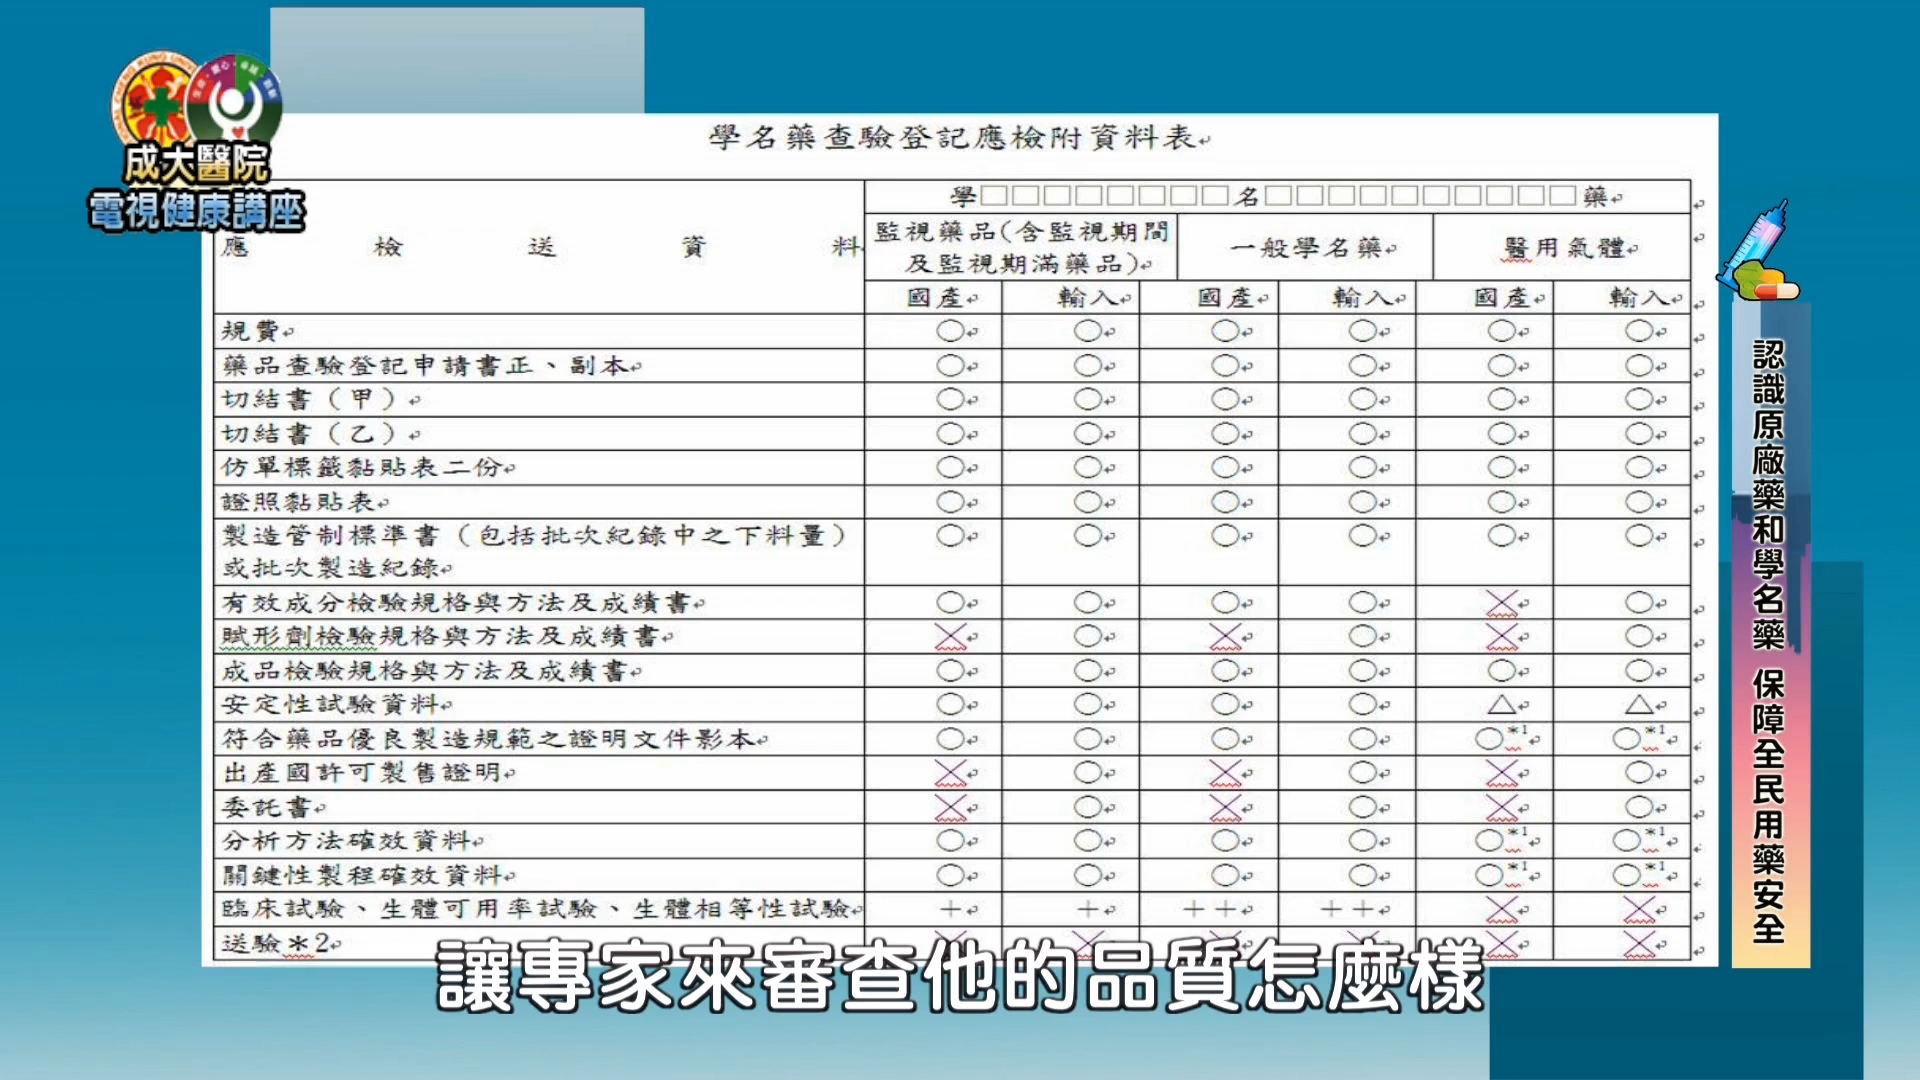 成大醫院
電視健康講座
學名藥查驗登記應檢附資料表
應檢送資料
學□□□□□□□□名□□□□□□□□□□藥
監視藥品(含監視期間及監視期滿藥品)
一般學名藥
醫用氣體
國產 輸入 國產 輸入 國產 輸入
規費 ○ ○ ○ ○ ○ ○
藥品查驗登記申請書正、副本 ○ ○ ○ ○ ○ ○
切結書（甲） ○ ○ ○ ○ ○ ○
切結書（乙） ○ ○ ○ ○ ○ ○
仿單標籤黏貼表二份 ○ ○ ○ ○ ○ ○
證照黏貼表 ○ ○ ○ ○ ○ ○
製造管制標準書（包括批次紀錄中之下料量） ○ ○ ○ ○ ○ ○
或批次製造紀錄
有效成分檢驗規格與方法及成績書 ○ ○ ○ ○ ╳ ○
賦形劑檢驗規格與方法及成績書 ╳ ○ ╳ ○ ╳ ○
成品檢驗規格與方法及成績書 ○ ○ ○ ○ ○ ○
安定性試驗資料 ○ ○ ○ ○ △ △
符合藥品優良製造規範之證明文件影本 ○ ○ ○ ○ ○*1 ○*1
出產國許可製售證明 ╳ ○ ╳ ○ ╳ ○
委託書 ╳ ○ ╳ ○ ╳ ○
分析方法確效資料 ○ ○ ○ ○ ○*1 ○*1
關鍵性製程確效資料 ○ ○ ○ ○ ○*1 ○*1
臨床試驗、生體可用率試驗、生體相等性試驗 ＋ ＋ ＋＋ ＋＋ ╳ ╳
送驗＊2 ╳ ╳ ╳ ╳ ╳ ╳
讓專家來審查他的品質怎麼樣
認識原廠藥和學名藥 保障全民用藥安全